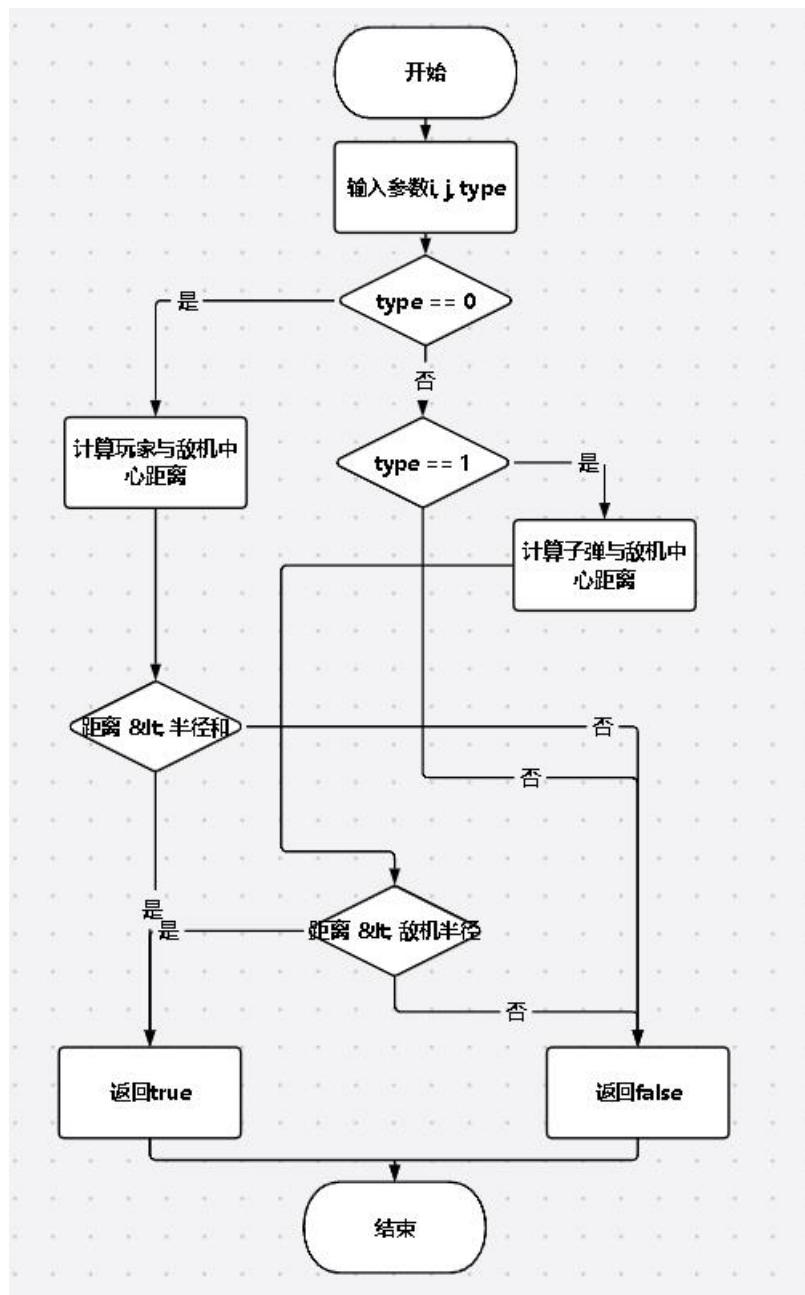 开始
输入参数i, j, type
type == 0
是
否
计算玩家与敌机中
心距离
type == 1
是
计算子弹与敌机中
心距离
距离 &lt; 半径和
否
否
是
是
距离 &lt; 敌机半径
否
返回true
返回false
结束